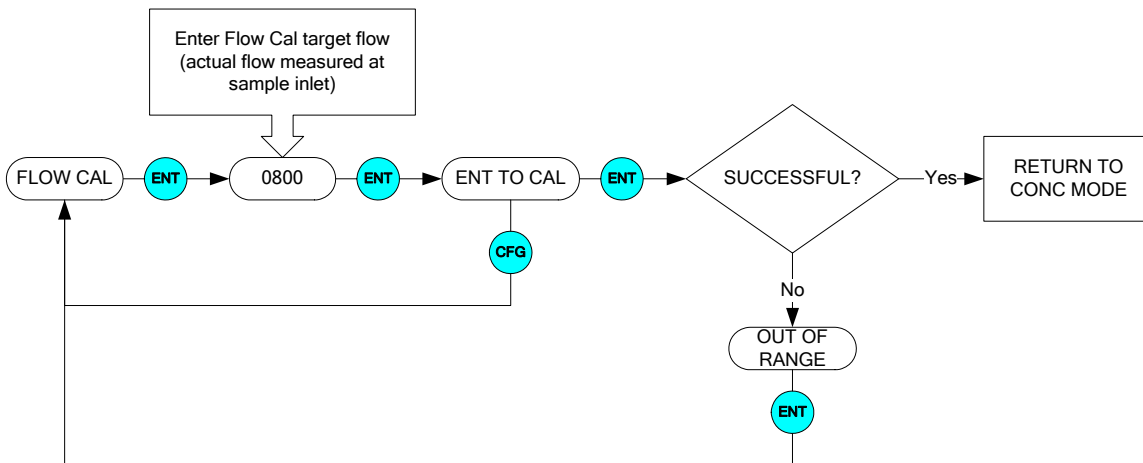 Enter Flow Cal target flow
(actual flow measured at
sample inlet)
FLOW CAL
ENT
0800
ENT
ENT TO CAL
ENT
SUCCESSFUL?
Yes
RETURN TO
CONC MODE
CFG
No
OUT OF
RANGE
ENT